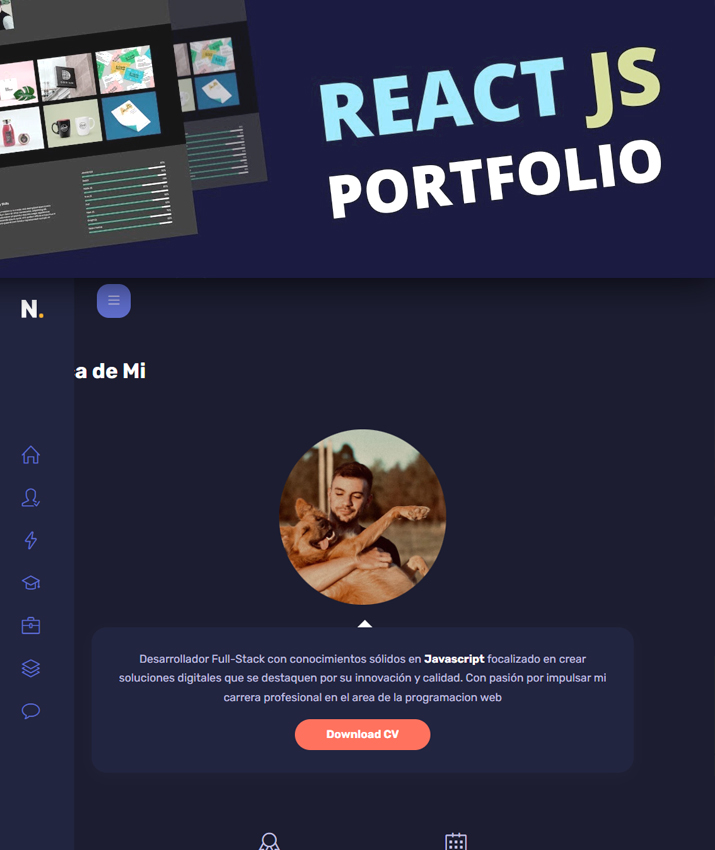 REACT JS
PORTFOLIO
N.
a de Mi
Desarrollador Full-Stack con conocimientos sólidos en Javascript focalizado en crear
soluciones digitales que se destaquen por su innovación y calidad. Con pasión por impulsar mi
carrera profesional en el area de la programacion web
Download CV